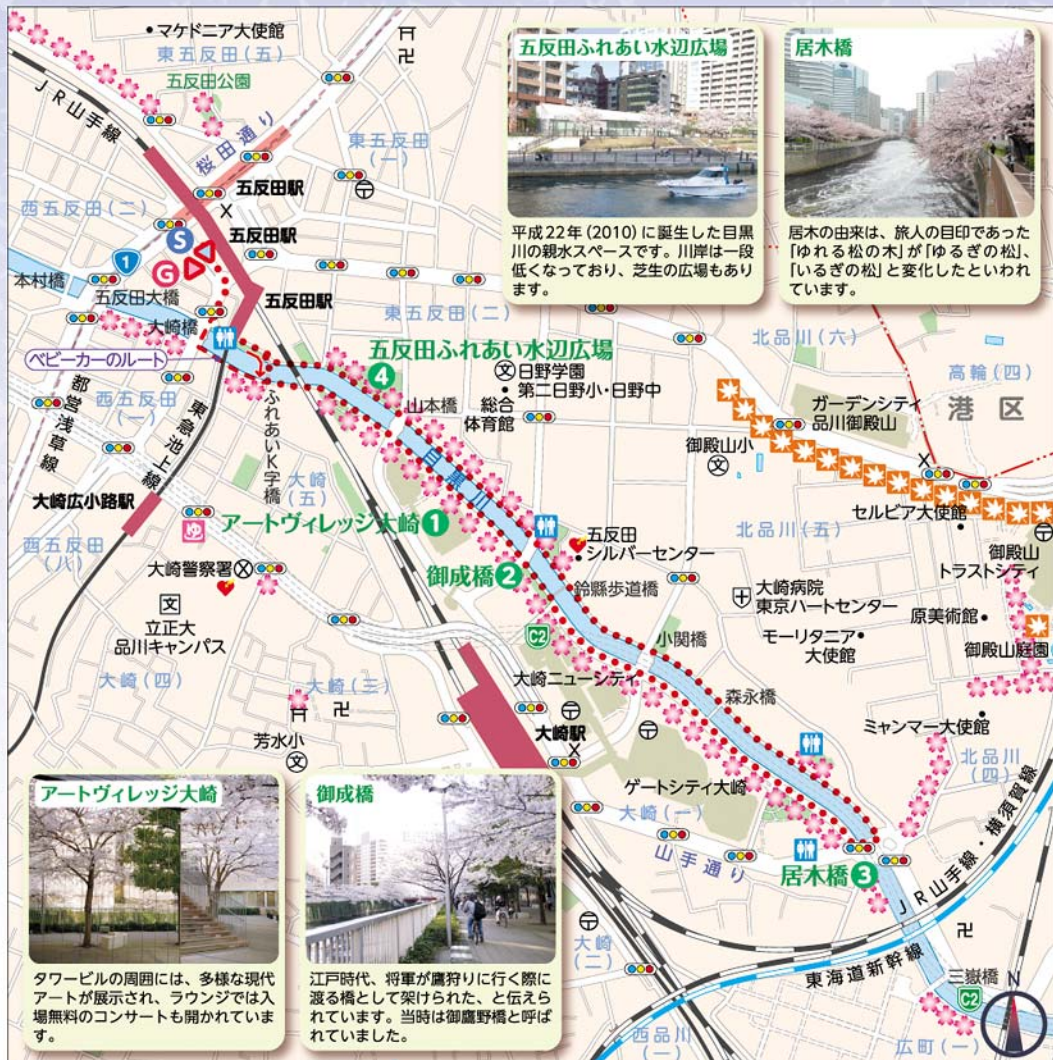 マケドニア大使館
東五反田(五)
五反田公園
JR山手線
桜田通り
東五反田
(一)
五反田駅
西五反田(二)
S
五反田駅
1
G
本村橋
五反田大橋
五反田駅
大崎橋
東五反田(二)
ベビーカーのルート
五反田ふれあい水辺広場
4
文
日野学園
第二日野小・日野中
山本橋
総合
体育館
北品川(六)
高輪(四)
ガーデンシティ
品川御殿山
港区
西五反田
(一)
都営浅草線
東急池上線
ふれあいK字橋
目黒川
御殿山小
文
大崎
(五)
大崎広小路駅
アートヴィレッジ大崎1
セルビア大使館
北品川(五)
五反田
シルバーセンター
御殿山
トラストシティ
西五反田
(八)
ゆ
御成橋2
大崎警察署
鈴縣歩道橋
大崎病院
東京ハートセンター
原美術館
文
立正大
品川キャンパス
C2
小関橋
モーリタニア
大使館
御殿山庭園
大崎(四)
大崎ニューシティ
大崎(三)
森永橋
大崎駅
ミャンマー大使館
芳水小
文
北品川
(四)
ゲートシティ大崎
大崎(一)
山手通り
居木橋3
JR山手線・横須賀線
大崎
(二)
東海道新幹線
三嶽橋
C2
N
西品川
(一)
広町(一)
五反田ふれあい水辺広場
平成22年(2010)に誕生した目黒
川の親水スペースです。川岸は一段
低くなっており、芝生の広場もあり
ます。
居木橋
居木の由来は、旅人の目印であった
「ゆれる松の木」が「ゆるぎの松」、
「いるぎの松」と変化したといわれ
ています。
アートヴィレッジ大崎
タワービルの周囲には、多様な現代
アートが展示され、ラウンジでは入
場無料のコンサートも開かれていま
す。
御成橋
江戸時代、将軍が鷹狩りに行く際に
渡る橋として架けられた、と伝えら
れています。当時は御鷹野橋と呼ば
れていました。